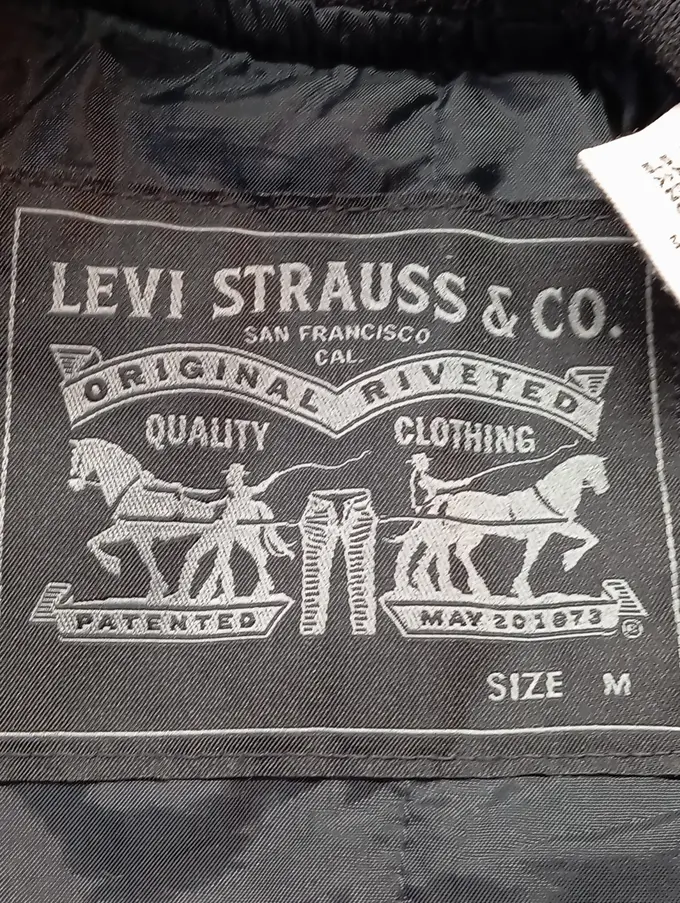 LEVI STRAUSS & CO.
SAN FRANCISCO
CAL.
ORIGINAL RIVETED
QUALITY CLOTHING
PATENTED MAY 20 1873 ®
SIZE M